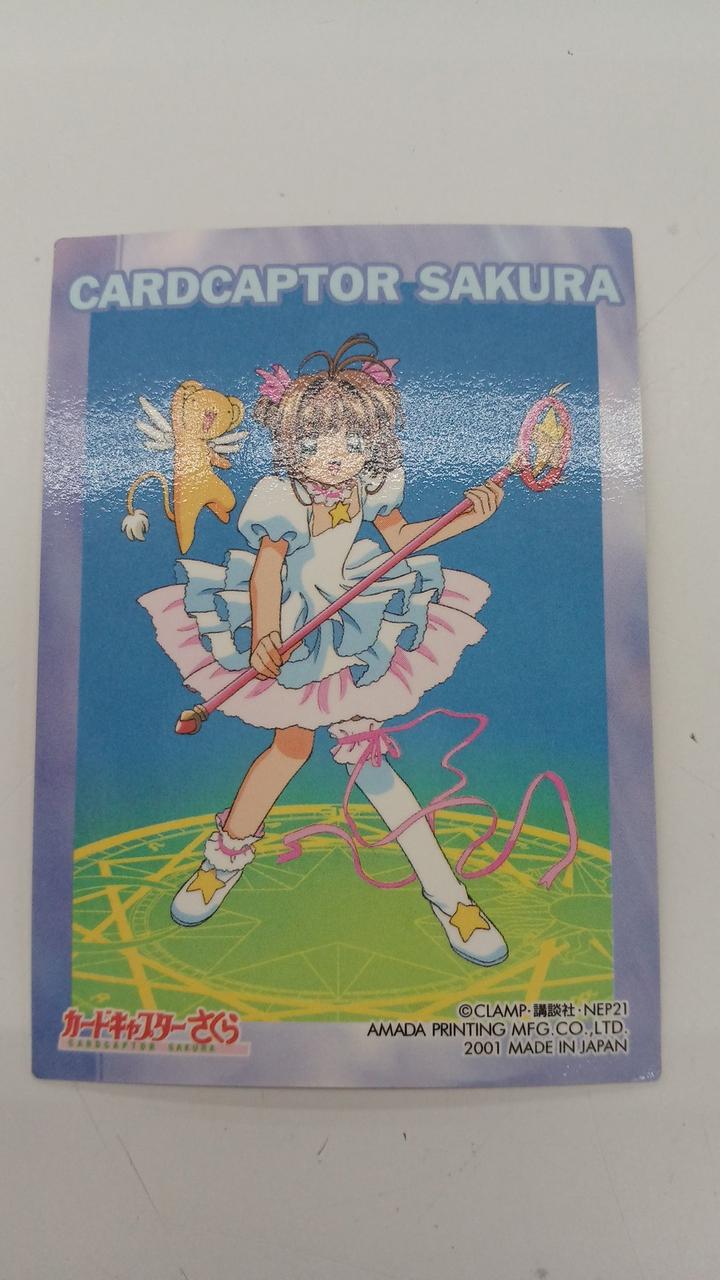 CARDCAPTOR SAKURA
カードキャプターさくら
CARDCAPTOR SAKURA
©CLAMP・講談社・NEP21
AMADA PRINTING MFG.CO.,LTD.
2001 MADE IN JAPAN